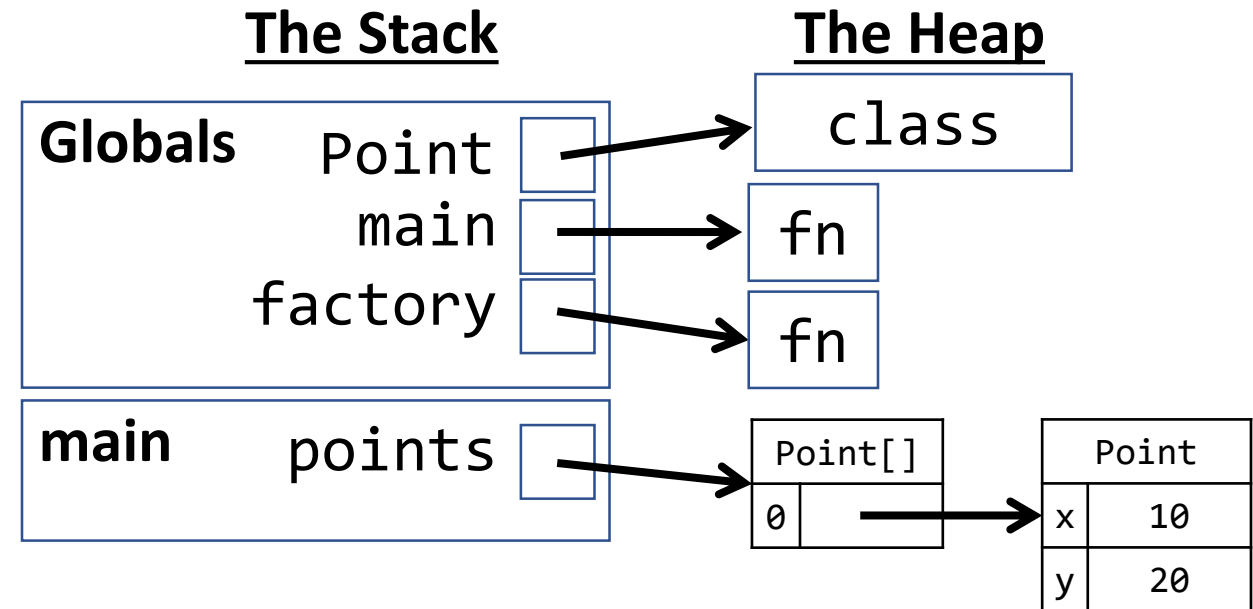 The Stack
The Heap
Globals
Point
class
main
fn
factory
fn
main
points
Point[]
Point
0
x 10
y 20